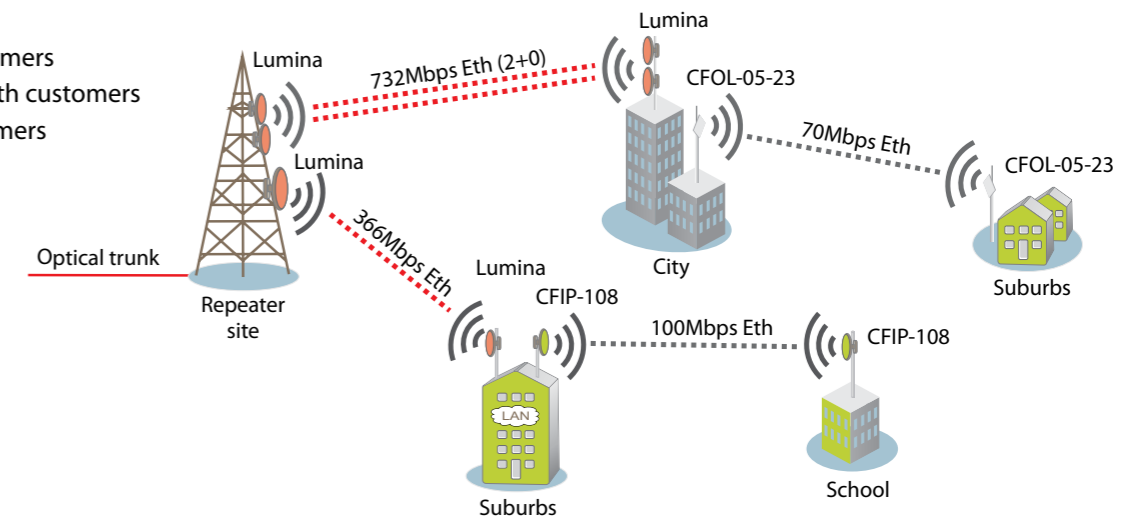 mers
th customers
mers
Lumina
732Mbps Eth (2+0)
Lumina
CFOL-05-23
70Mbps Eth
CFOL-05-23
Lumina
366Mbps Eth
Optical trunk
Repeater
site
City
Suburbs
Lumina
CFIP-108
100Mbps Eth
CFIP-108
LAN
Suburbs
School